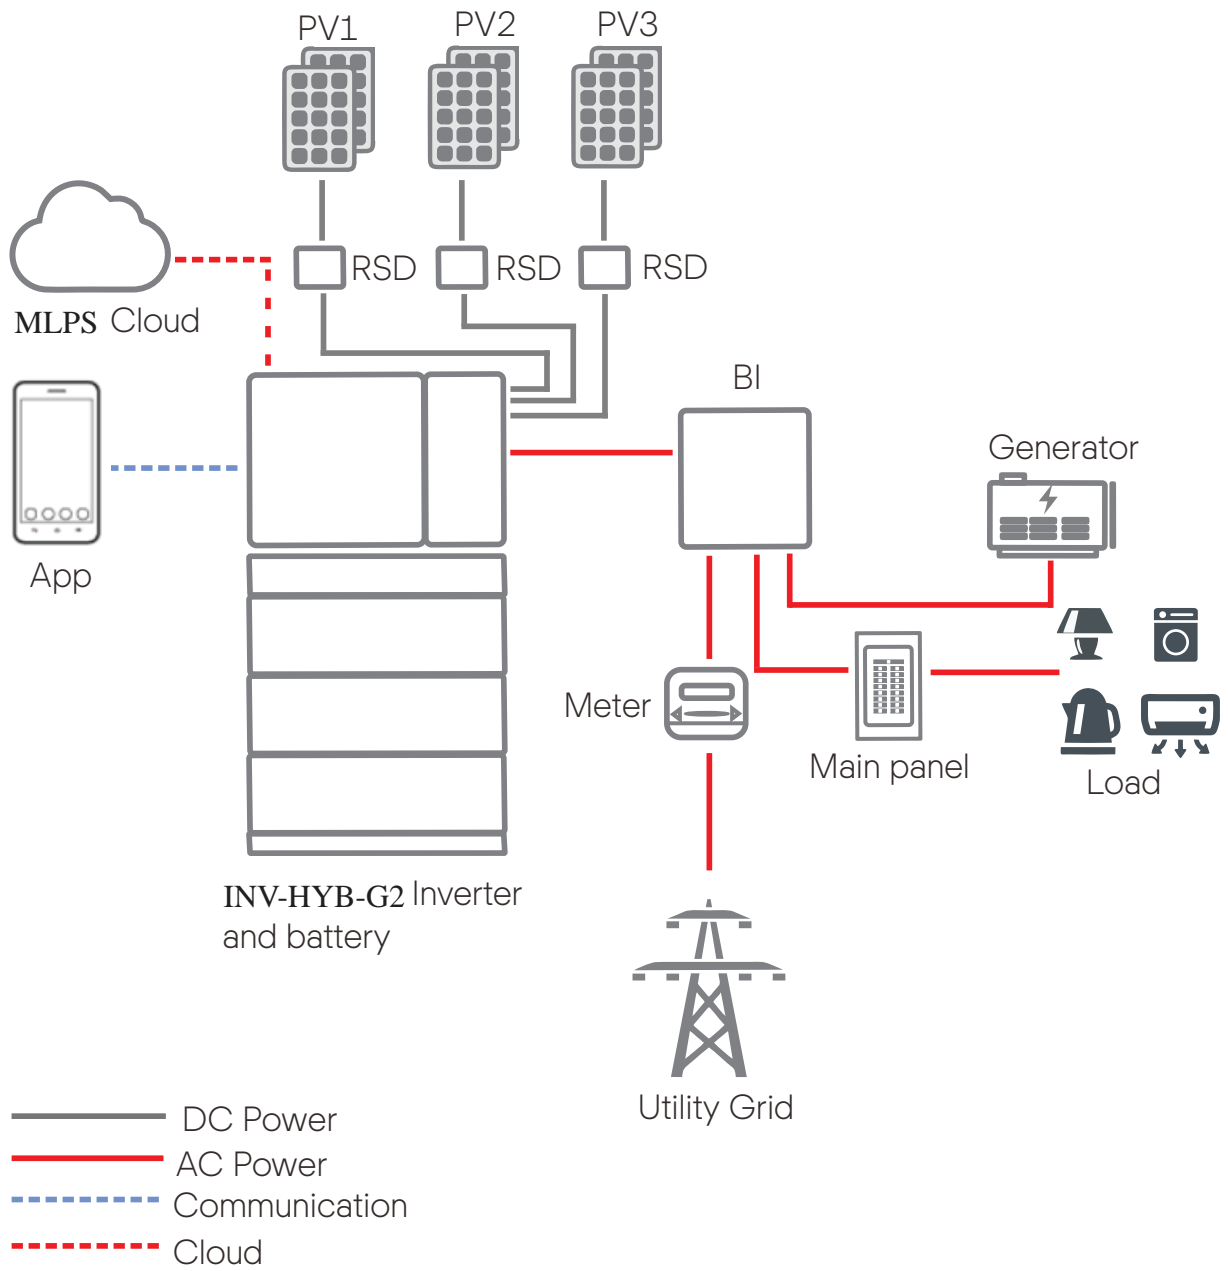 PV1
PV2
PV3
RSD
RSD
RSD
MLPS Cloud
App
BI
Generator
Meter
Main panel
Load
INV-HYB-G2 Inverter
and battery
Utility Grid
DC Power
AC Power
Communication
Cloud